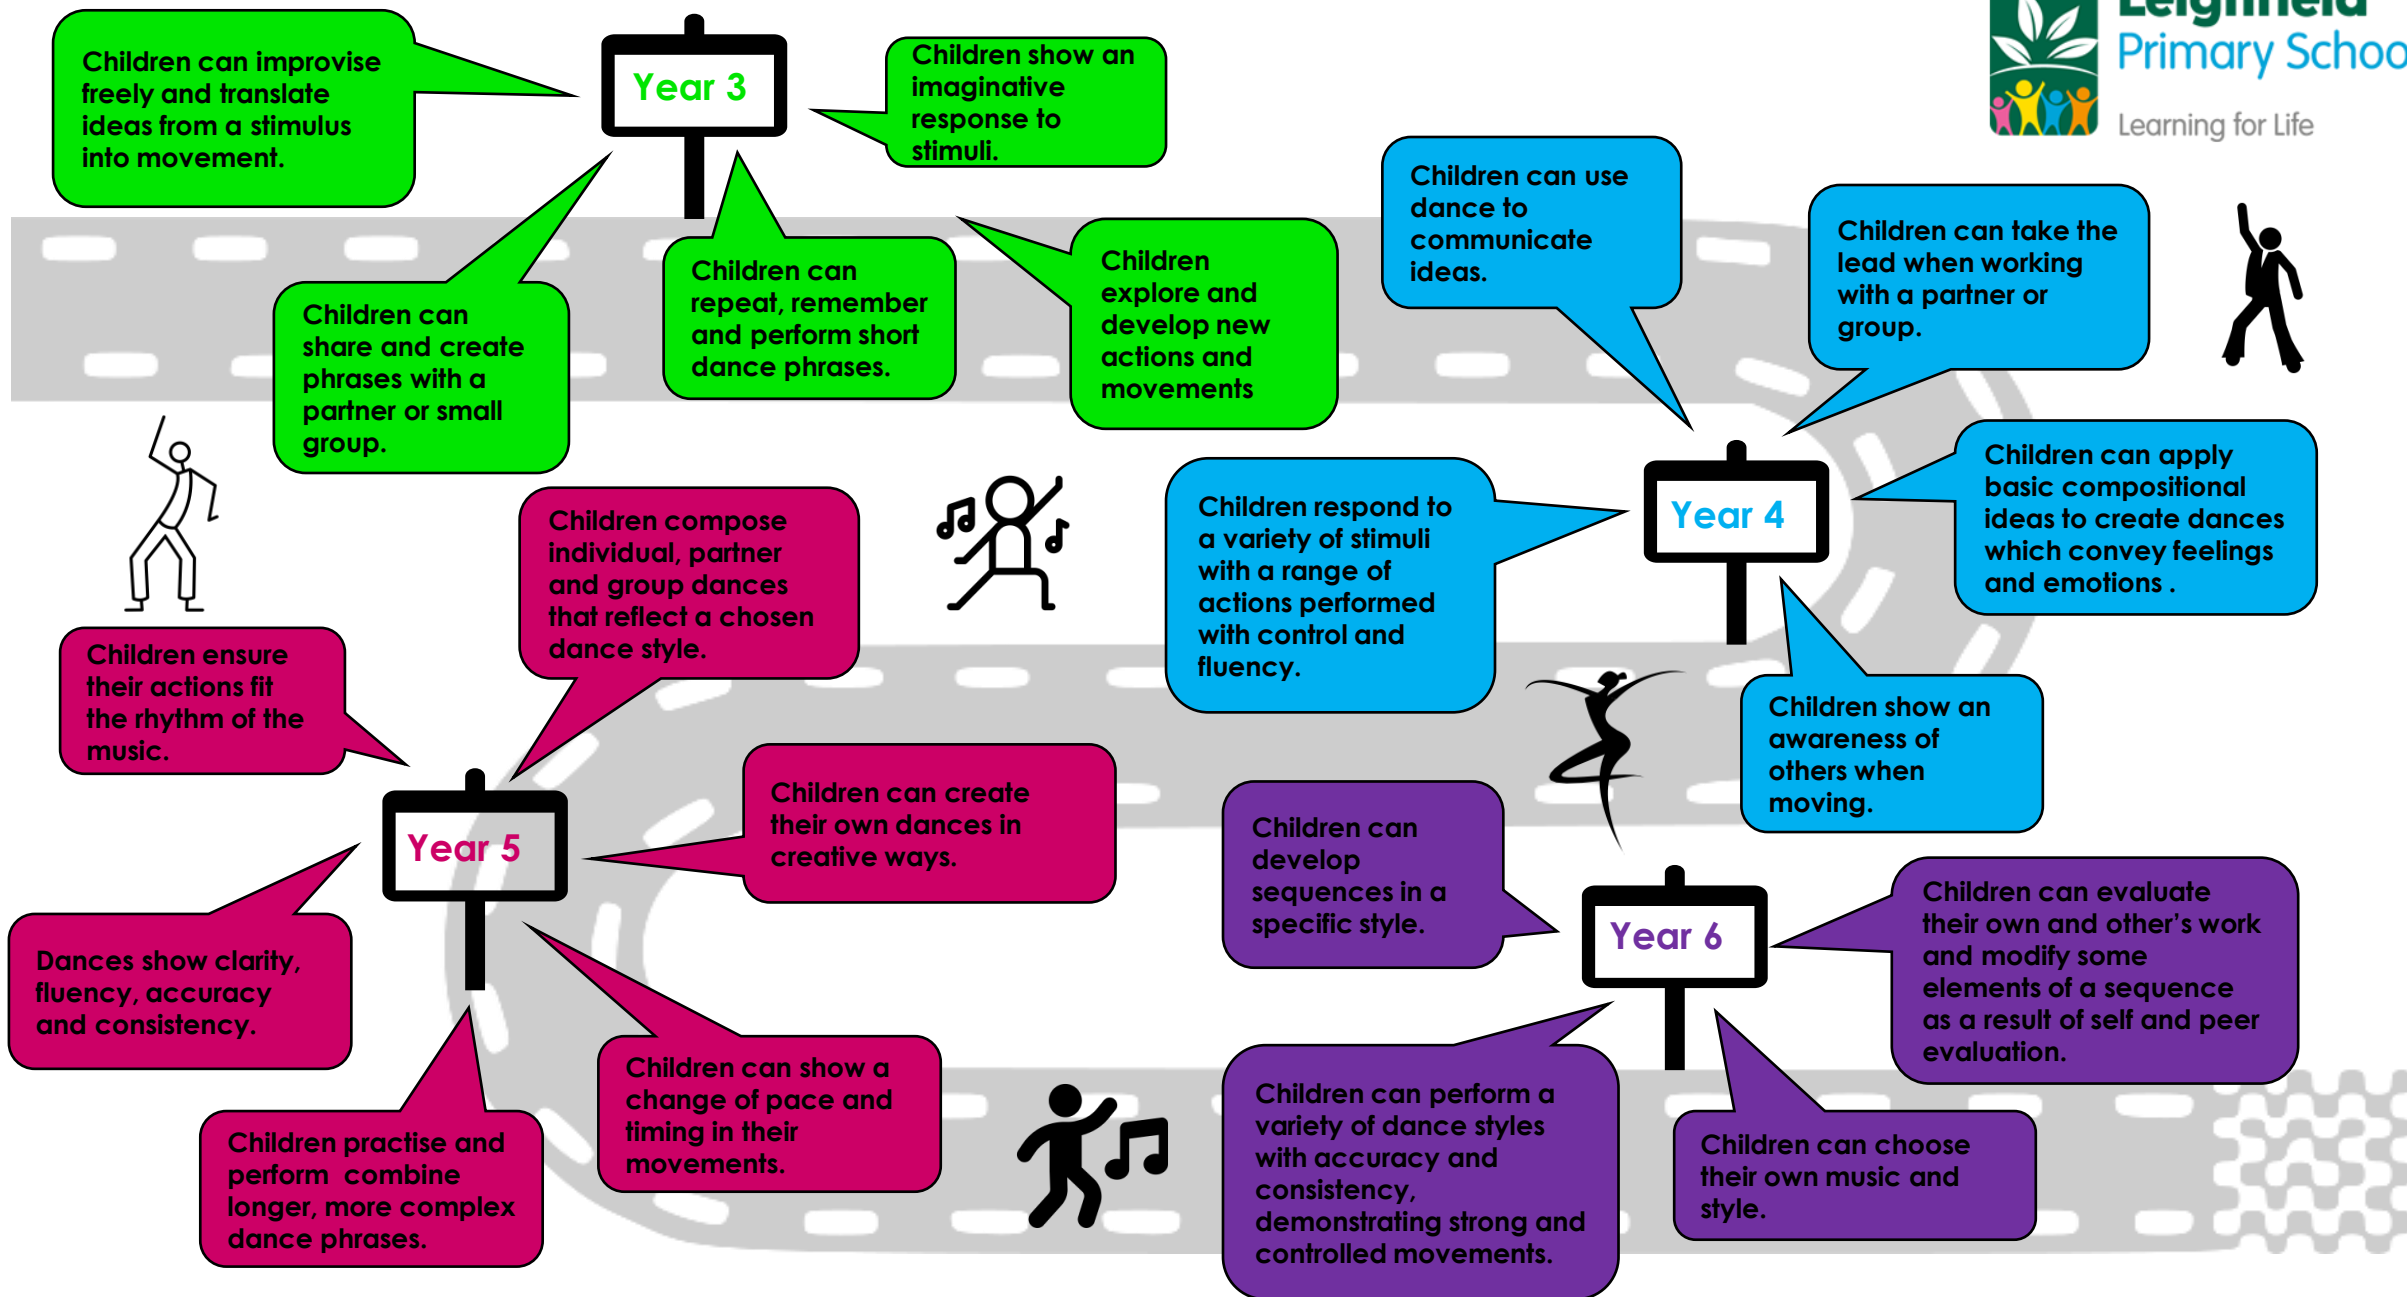 Leighfield
Primary School
Learning for Life
Children can improvise
freely and translate
ideas from a stimulus
into movement.
Year 3
Children show an
imaginative
response to
stimuli.
Children can
share and create
phrases with a
partner or small
group.
Children can
repeat, remember
and perform short
dance phrases.
Children
explore and
develop new
actions and
movements
Children can use
dance to
communicate
ideas.
Children can take the
lead when working
with a partner or
group.
Children respond to
a variety of stimuli
with a range of
actions performed
with control and
fluency.
Year 4
Children can apply
basic compositional
ideas to create dances
which convey feelings
and emotions .
Children show an
awareness of
others when
moving.
Children compose
individual, partner
and group dances
that reflect a chosen
dance style.
Children ensure
their actions fit
the rhythm of the
music.
Year 5
Children can create
their own dances in
creative ways.
Dances show clarity,
fluency, accuracy
and consistency.
Children practise and
perform  combine
longer, more complex
dance phrases.
Children can show a
change of pace and
timing in their
movements.
Children can
develop
sequences in a
specific style.
Year 6
Children can evaluate
their own and other's work
and modify some
elements of a sequence
as a result of self and peer
evaluation.
Children can perform a
variety of dance styles
with accuracy and
consistency,
demonstrating strong and
controlled movements.
Children can choose
their own music and
style.